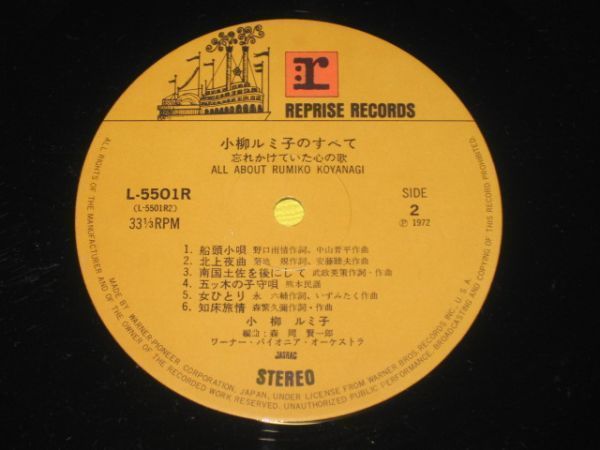 r
REPRISE RECORDS
小柳ルミ子のすべて
忘れかけていた心の歌
ALL ABOUT RUMIKO KOYANAGI
L-5501R
(L-5501R2)
33⅓RPM
SIDE
2
Ⓟ 1972
1. 船頭小唄 野口雨情作詞、中山晋平作曲
2. 北上夜曲 菊地 規作詞、安藤睦夫作曲
3. 南国土佐を後にして 武政英策作詞・作曲
4. 五ッ木の子守唄 熊本民謡
5. 女ひとり 永 六輔作詞、いずみたく作曲
6. 知床旅情 森繁久彌作詞・作曲
小 柳 ルミ子
編曲：森 岡 賢一郎
ワーナー・パイオニア・オーケストラ
JASRAC
STEREO
MADE BY WARNER-PIONEER CORPORATION, JAPAN, UNDER LICENSE FROM WARNER BROS. RECORDS INC., U.S.A.
ALL RIGHTS OF THE MANUFACTURER AND OF THE OWNER OF THE RECORDED WORK RESERVED. UNAUTHORIZED PUBLIC PERFORMANCE, BROADCASTING AND COPYING OF THIS RECORD PROHIBITED